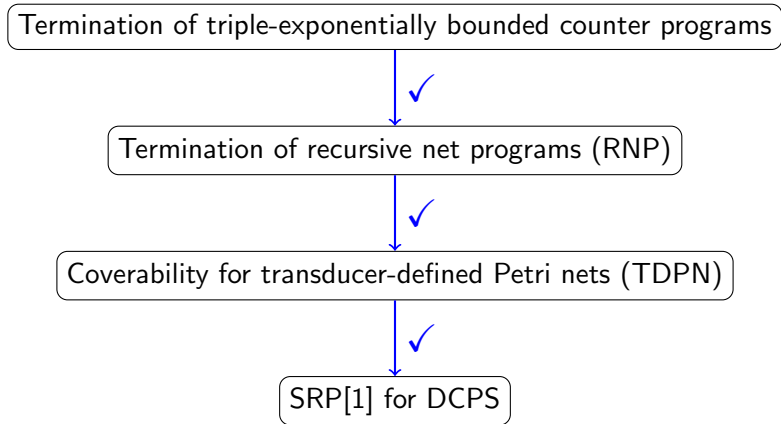 Termination of triple-exponentially bounded counter programs
✓
Termination of recursive net programs (RNP)
✓
Coverability for transducer-defined Petri nets (TDPN)
✓
SRP[1] for DCPS